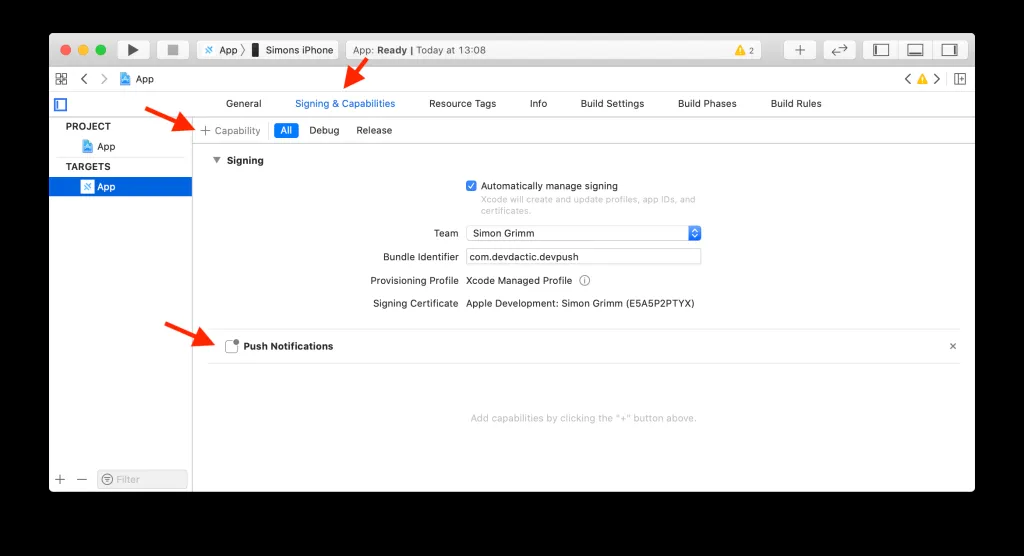 App 〉 Simons iPhone
App: Ready | Today at 13:08
2
App
General Signing & Capabilities Resource Tags Info Build Settings Build Phases Build Rules
PROJECT
App
TARGETS
App
+ Capability All Debug Release
Signing
Automatically manage signing
Xcode will create and update profiles, app IDs, and
certificates.
Team Simon Grimm
Bundle Identifier com.devdactic.devpush
Provisioning Profile Xcode Managed Profile
Signing Certificate Apple Development: Simon Grimm (E5A5P2PTYX)
Push Notifications
Add capabilities by clicking the "+" button above.
Filter